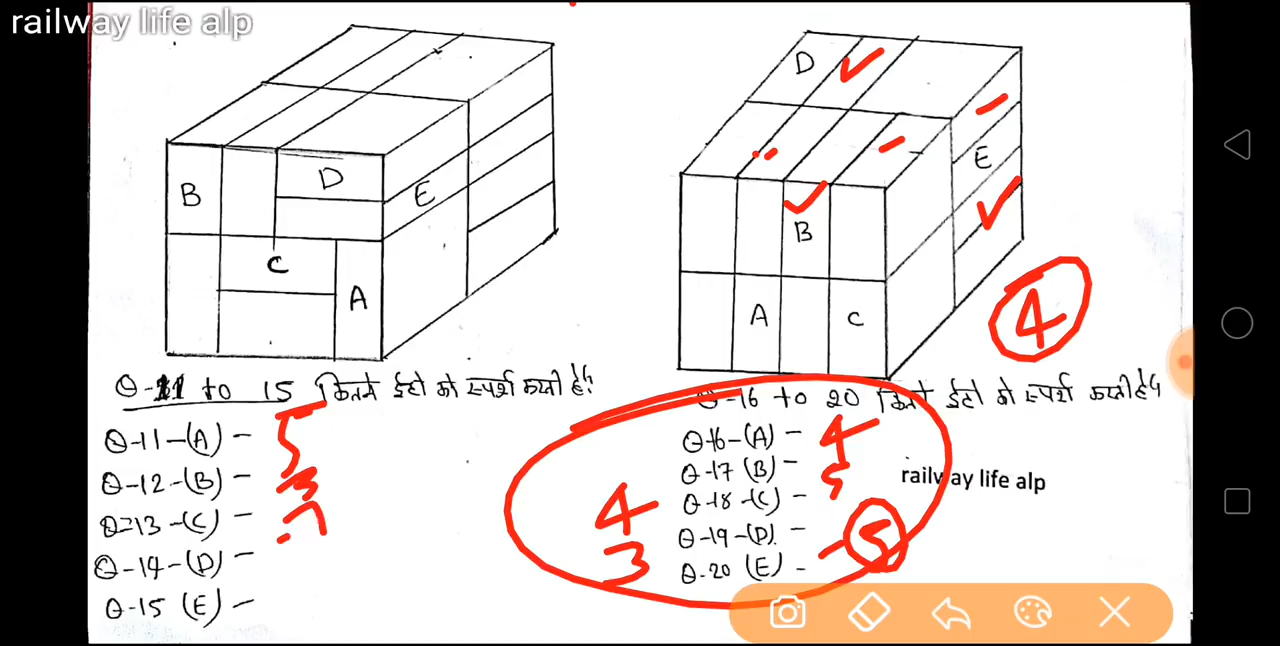 railway life alp
D
B
D
E
E
B
C
A
A
C
4
Q-11 to 15 कितने ईंटो को स्पर्श करती है?
Q-16 to 20 कितने ईंटो को स्पर्श करती है
Q-11-(A) - 5
Q-12-(B) - 3
Q-13-(C) -
Q-14-(D) -
Q-15 (E) -
Q-16-(A) - 4
Q-17 (B) - 5
railway life alp
Q-18-(C) - 4
Q-19-(D) - 5
Q-20 (E) - 3